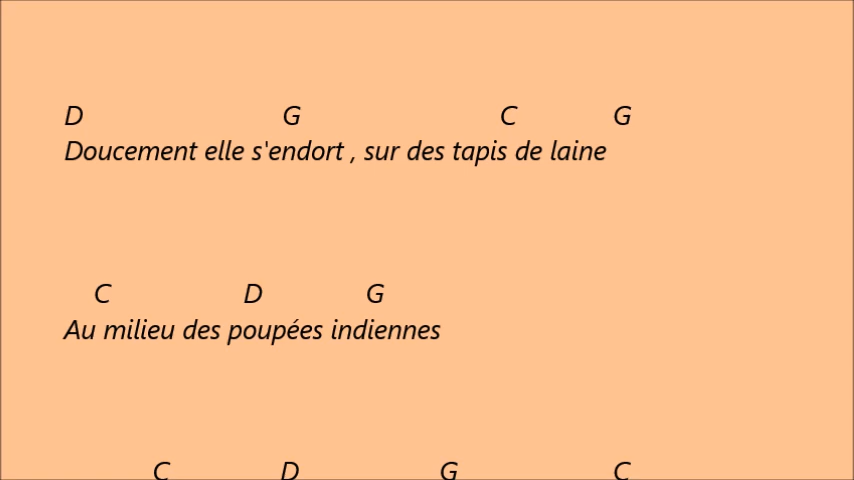 D G C G
Doucement elle s'endort , sur des tapis de laine
C D G
Au milieu des poupées indiennes
C D G C